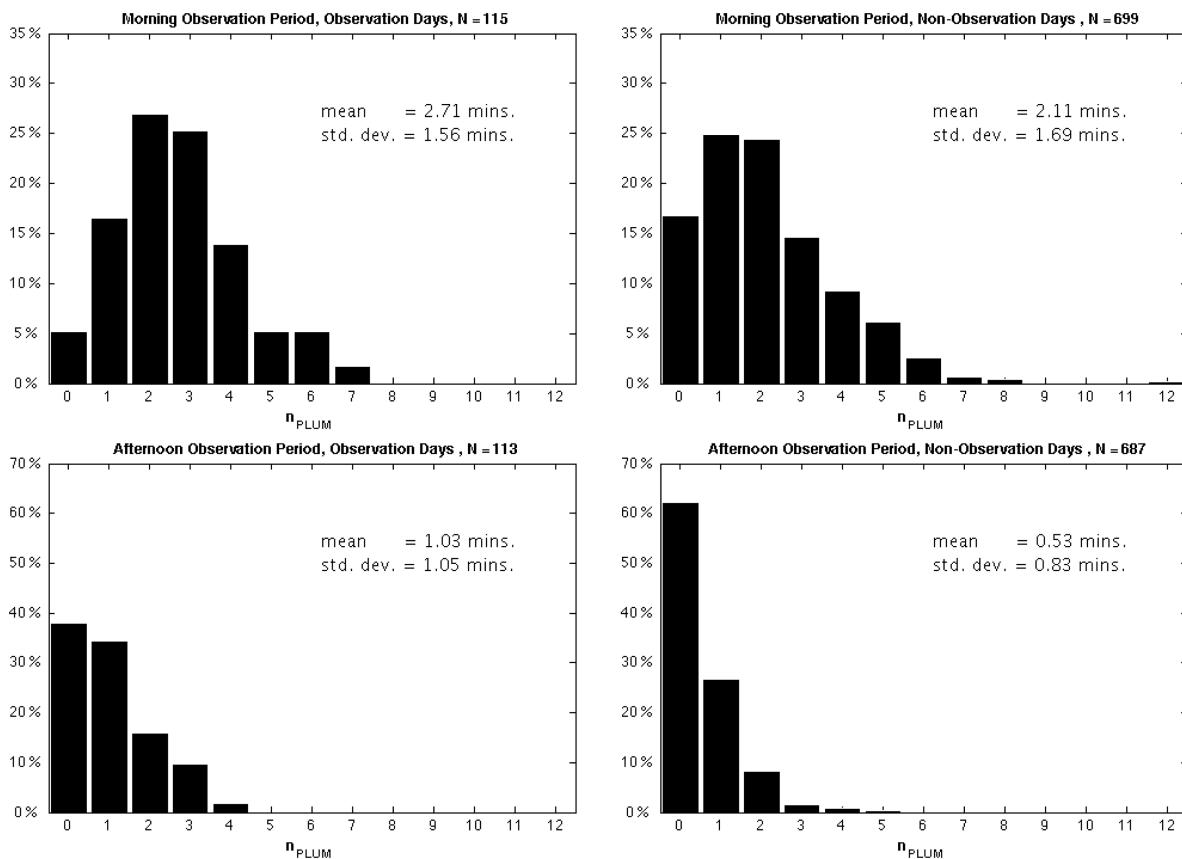 Morning Observation Period, Observation Days, N = 115
35%
30%
25%
20%
15%
10%
5%
0%
mean = 2.71 mins.
std. dev. = 1.56 mins.
0 1 2 3 4 5 6 7 8 9 10 11 12
n PLUM
Morning Observation Period, Non-Observation Days , N = 699
35%
30%
25%
20%
15%
10%
5%
0%
mean = 2.11 mins.
std. dev. = 1.69 mins.
0 1 2 3 4 5 6 7 8 9 10 11 12
n PLUM
Afternoon Observation Period, Observation Days , N = 113
70%
60%
50%
40%
30%
20%
10%
0%
mean = 1.03 mins.
std. dev. = 1.05 mins.
0 1 2 3 4 5 6 7 8 9 10 11 12
n PLUM
Afternoon Observation Period, Non-Observation Days , N = 687
70%
60%
50%
40%
30%
20%
10%
0%
mean = 0.53 mins.
std. dev. = 0.83 mins.
0 1 2 3 4 5 6 7 8 9 10 11 12
n PLUM